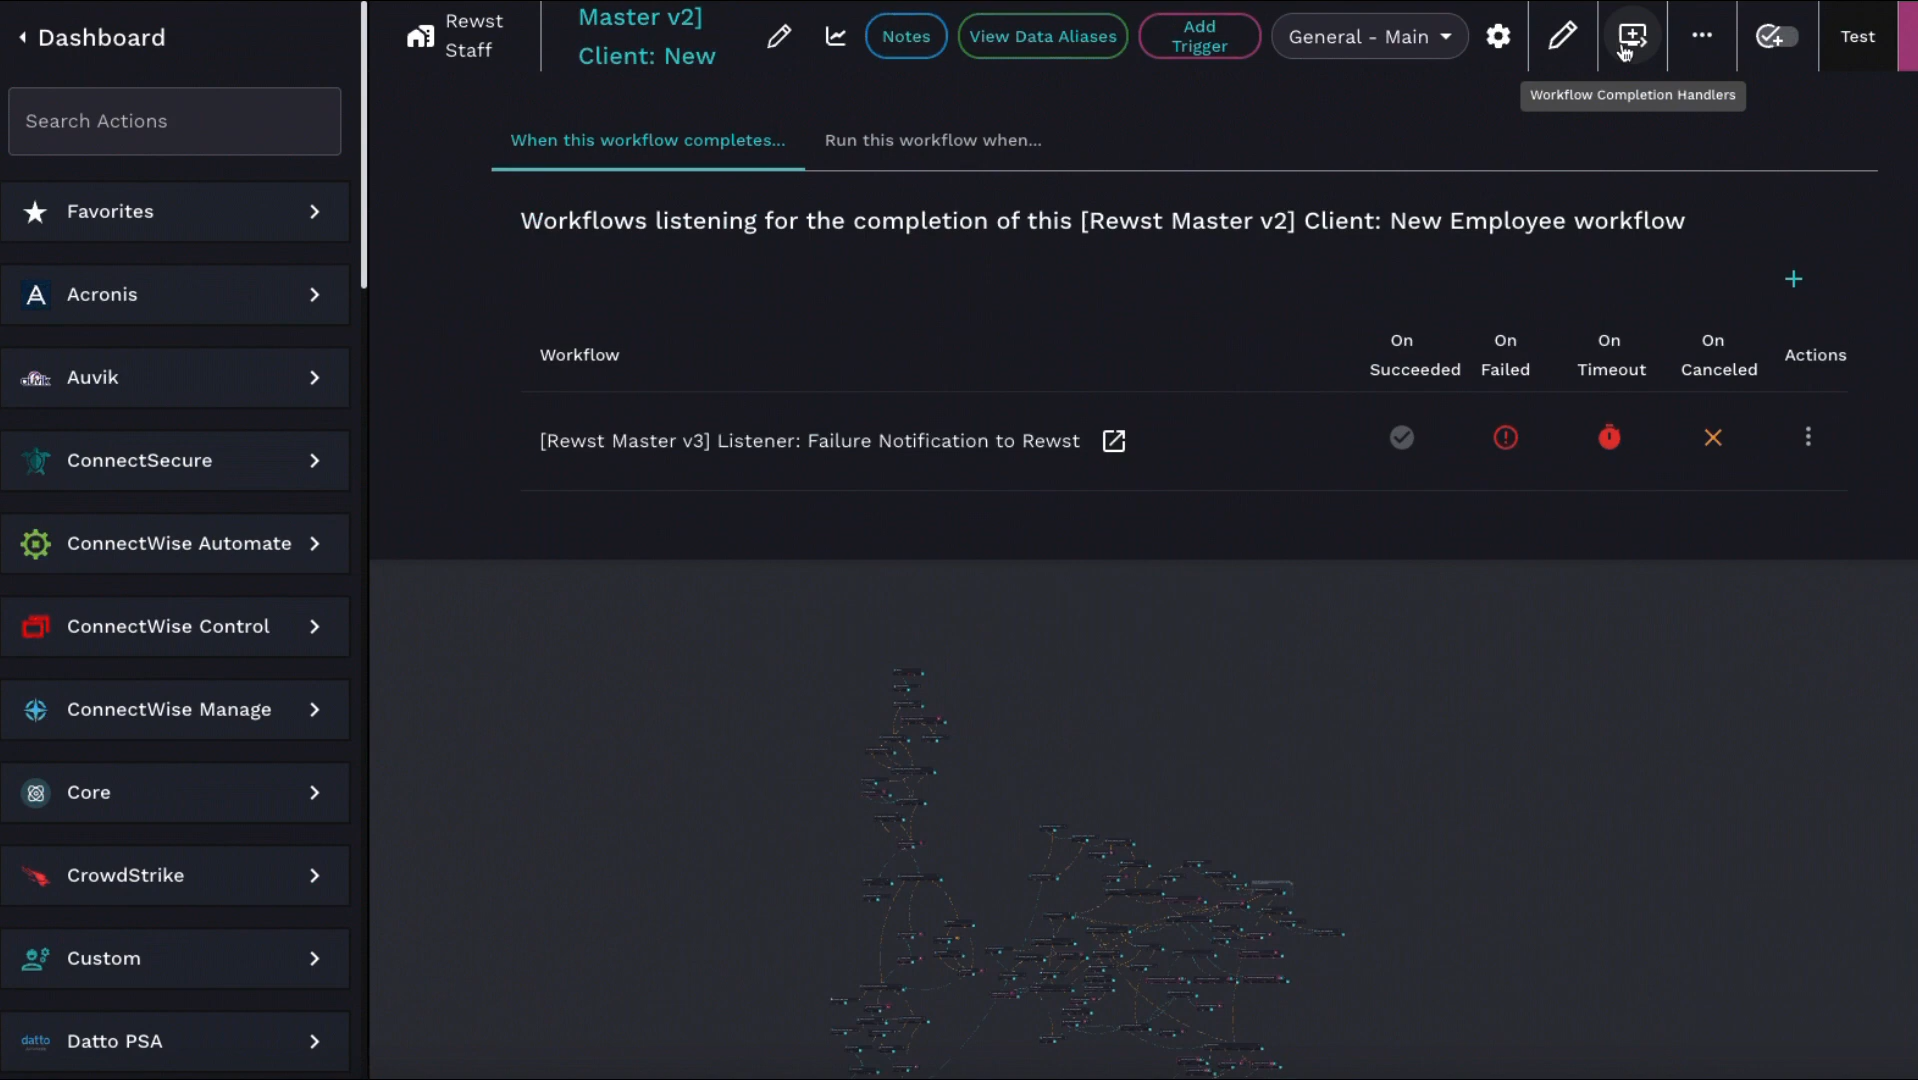 Dashboard
Search Actions
Favorites
Acronis
Auvik
ConnectSecure
ConnectWise Automate
ConnectWise Control
ConnectWise Manage
Core
CrowdStrike
Custom
datto
Datto PSA
Rewst
Staff
Master v2]
Client: New
Notes
View Data Aliases
Add
Trigger
General - Main
Test
Workflow Completion Handlers
When this workflow completes...
Run this workflow when...
Workflows listening for the completion of this [Rewst Master v2] Client: New Employee workflow
Workflow
On
Succeeded
On
Failed
On
Timeout
On
Canceled
Actions
[Rewst Master v3] Listener: Failure Notification to Rewst